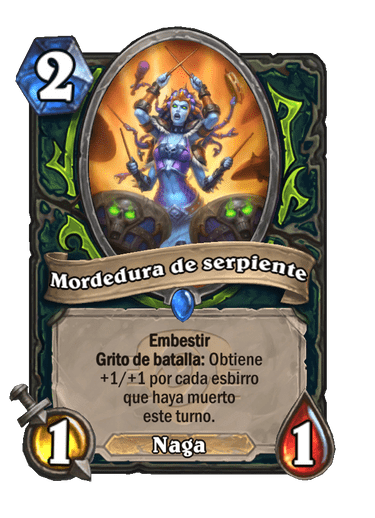 2
Mordedura de serpiente
Embestir
Grito de batalla: Obtiene
+1/+1 por cada esbirro
que haya muerto
este turno.
1
Naga
1